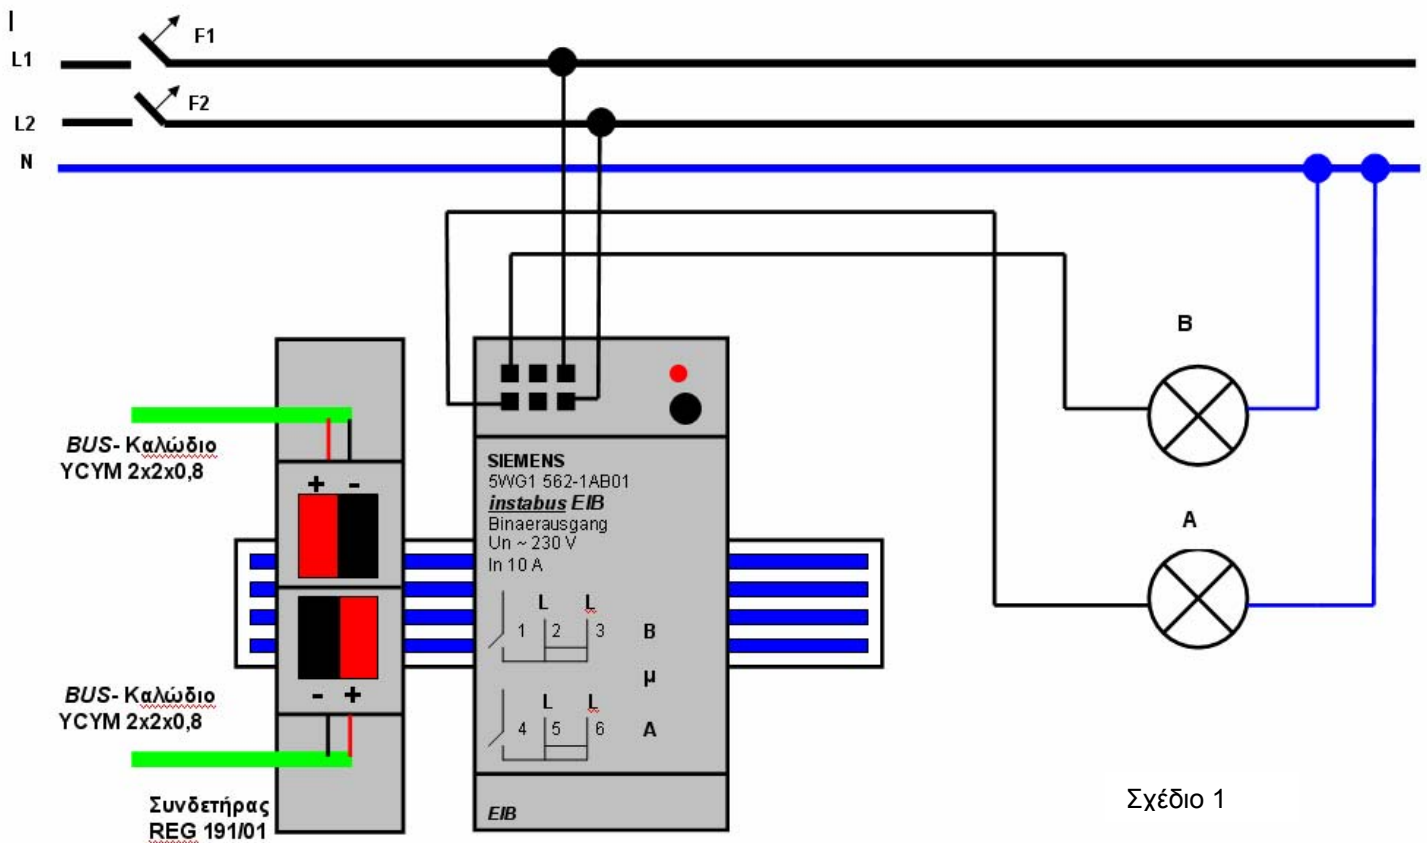 L1
F1
L2
F2
N
B
A
BUS- Καλώδιο
YCYM 2x2x0,8
+ -
- +
BUS- Καλώδιο
YCYM 2x2x0,8
Συνδετήρας
REG 191/01
SIEMENS
5WG1 562-1AB01
instabus EIB
Binaerausgang
Un ~ 230 V
In 10 A
L L
1 2 3 B
μ
L L
4 5 6 A
EIB
Σχέδιο 1